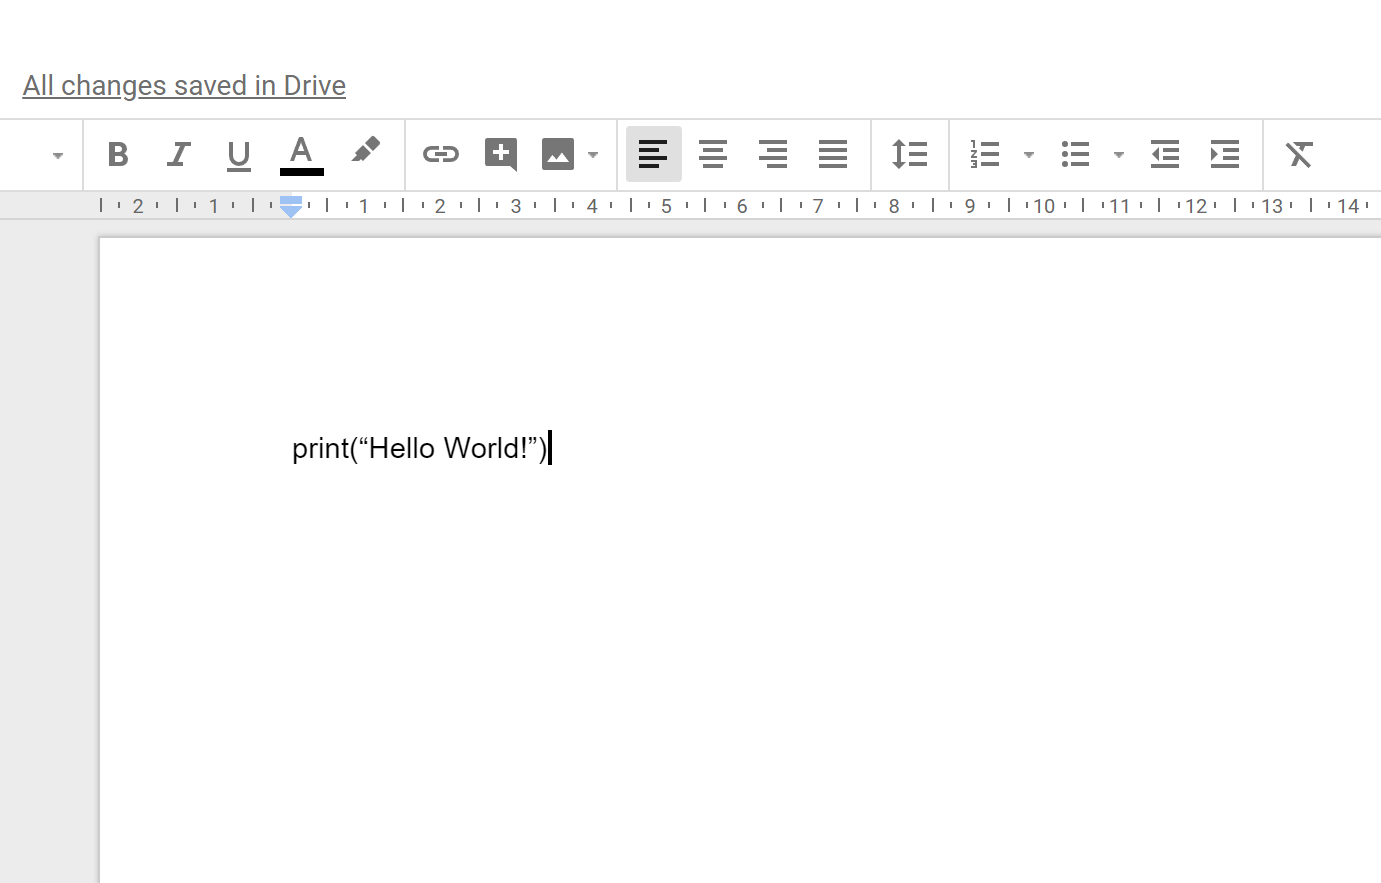 All changes saved in Drive
B I U A
2 1 1 2 3 4 5 6 7 8 9 10 11 12 13 14
print(“Hello World!”)